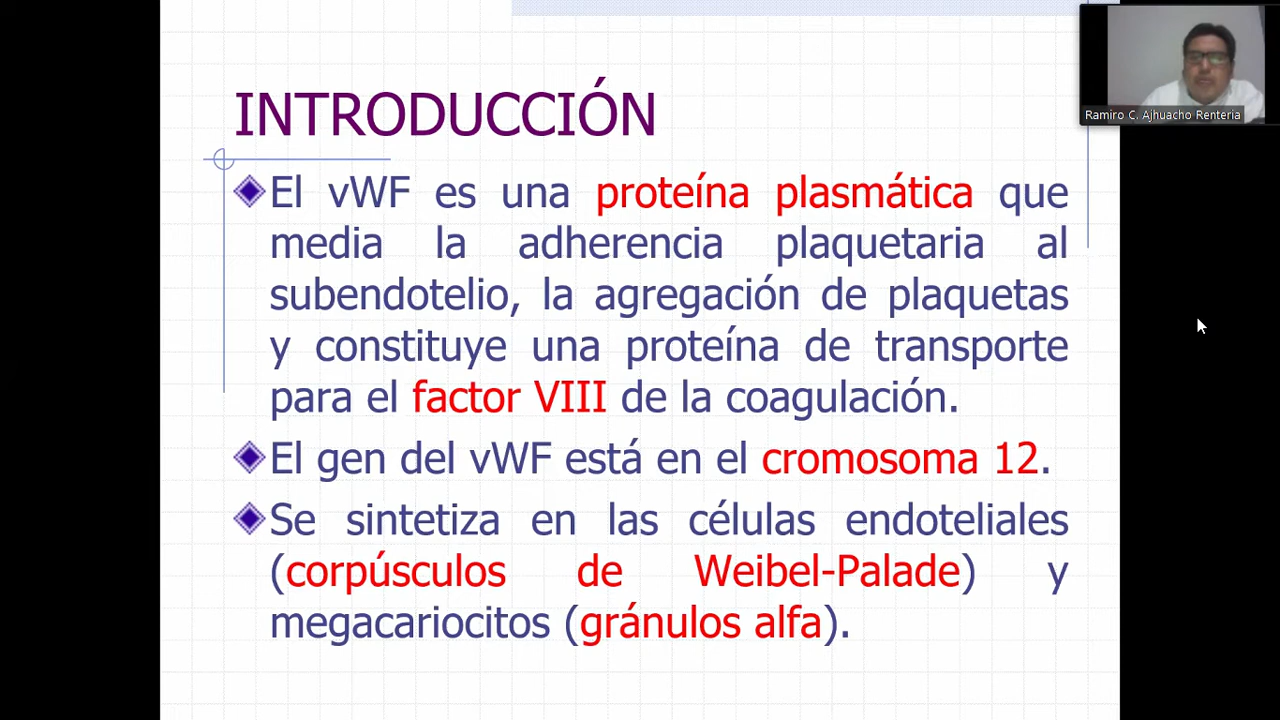 INTRODUCCIÓN
El vWF es una proteína plasmática que
media la adherencia plaquetaria al
subendotelio, la agregación de plaquetas
y constituye una proteína de transporte
para el factor VIII de la coagulación.
El gen del vWF está en el cromosoma 12.
Se sintetiza en las células endoteliales
(corpúsculos de Weibel-Palade) y
megacariocitos (gránulos alfa).
Ramiro C. Ajhuacho Renteria